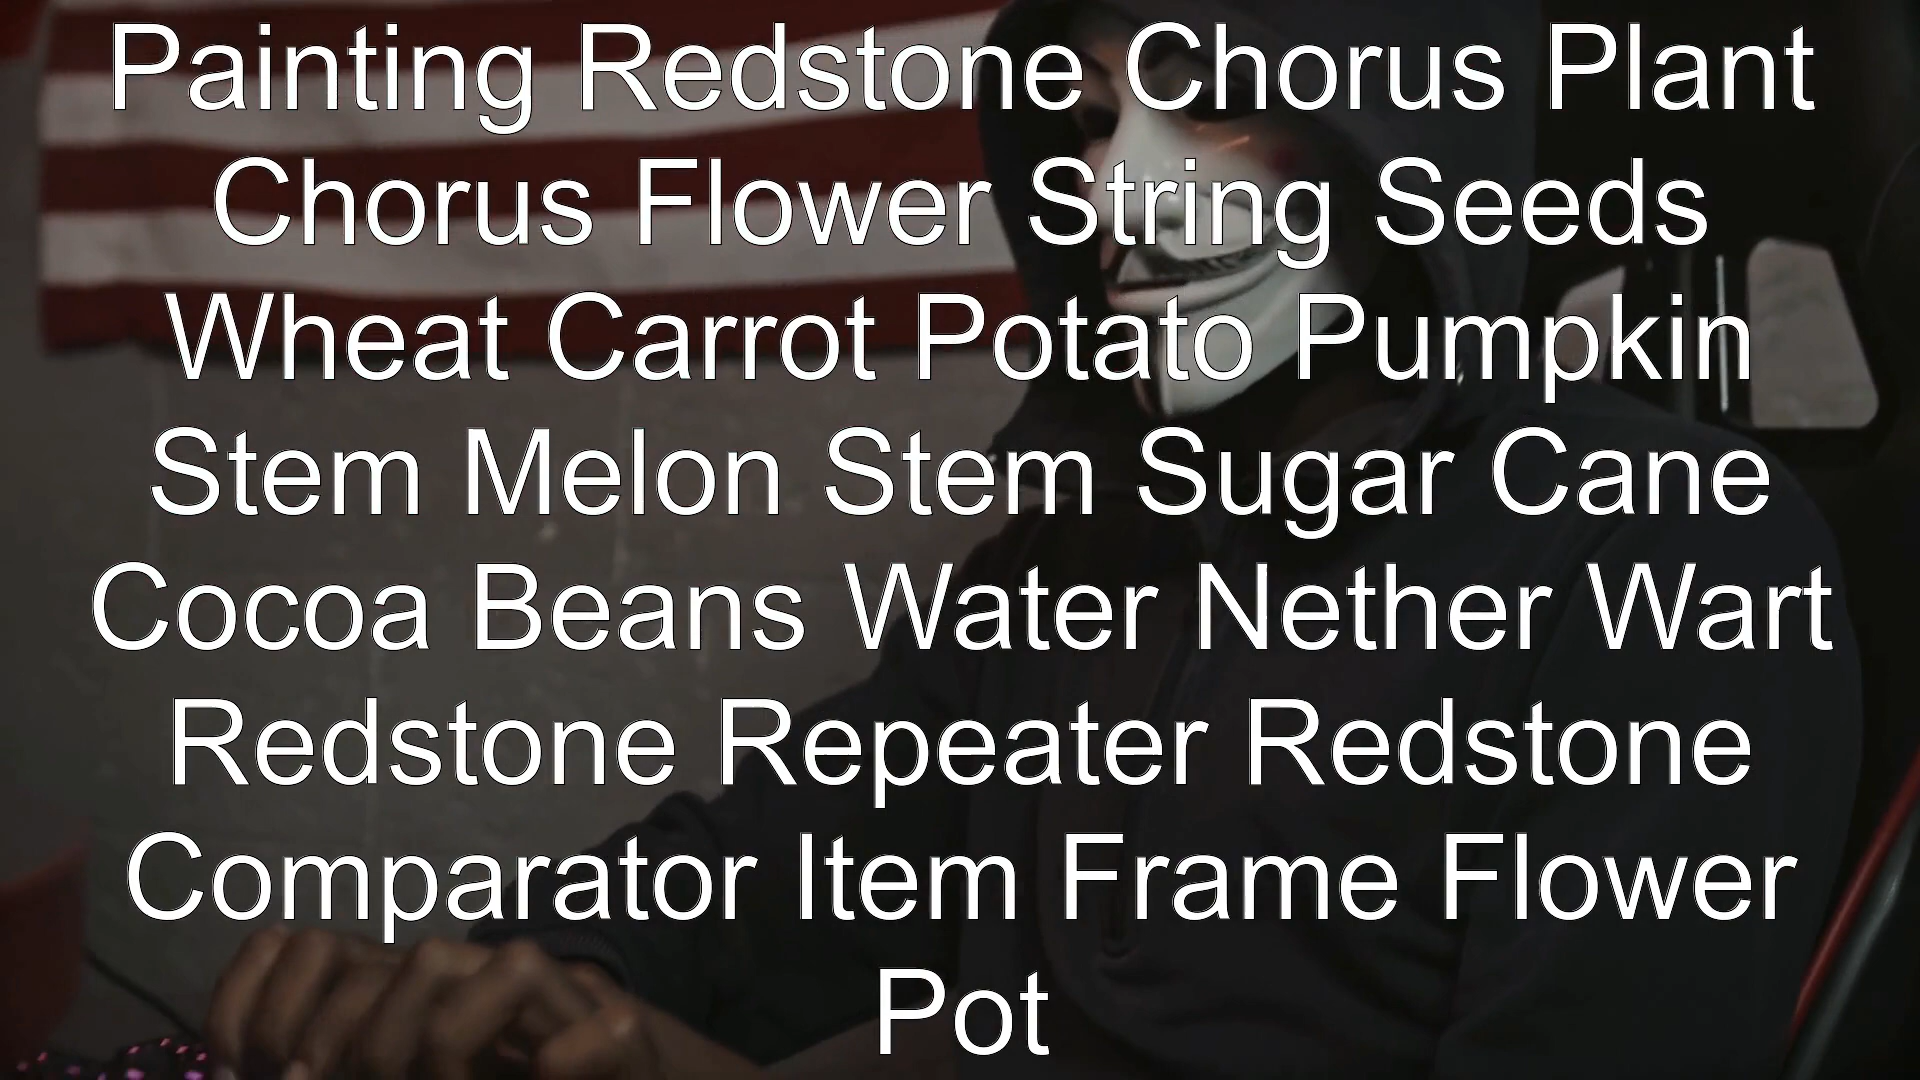 Painting Redstone Chorus Plant
Chorus Flower String Seeds
Wheat Carrot Potato Pumpkin
Stem Melon Stem Sugar Cane
Cocoa Beans Water Nether Wart
Redstone Repeater Redstone
Comparator Item Frame Flower
Pot